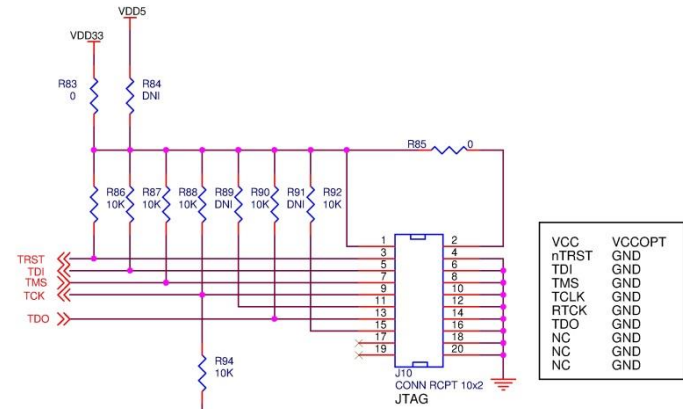 VDD5
VDD33
R83
0
R84
DNI
R85
0
R86
10K
R87
10K
R88
10K
R89
DNI
R90
10K
R91
DNI
R92
10K
1
2
3
4
5
6
7
8
9
10
11
12
13
14
15
16
17
18
19
20
TRST
TDI
TMS
TCK
TDO
R94
10K
J10
CONN RCPT 10x2
JTAG
VCC VCCOPT
nTRST GND
TDI GND
TMS GND
TCLK GND
RTCK GND
TDO GND
NC GND
NC GND
NC GND